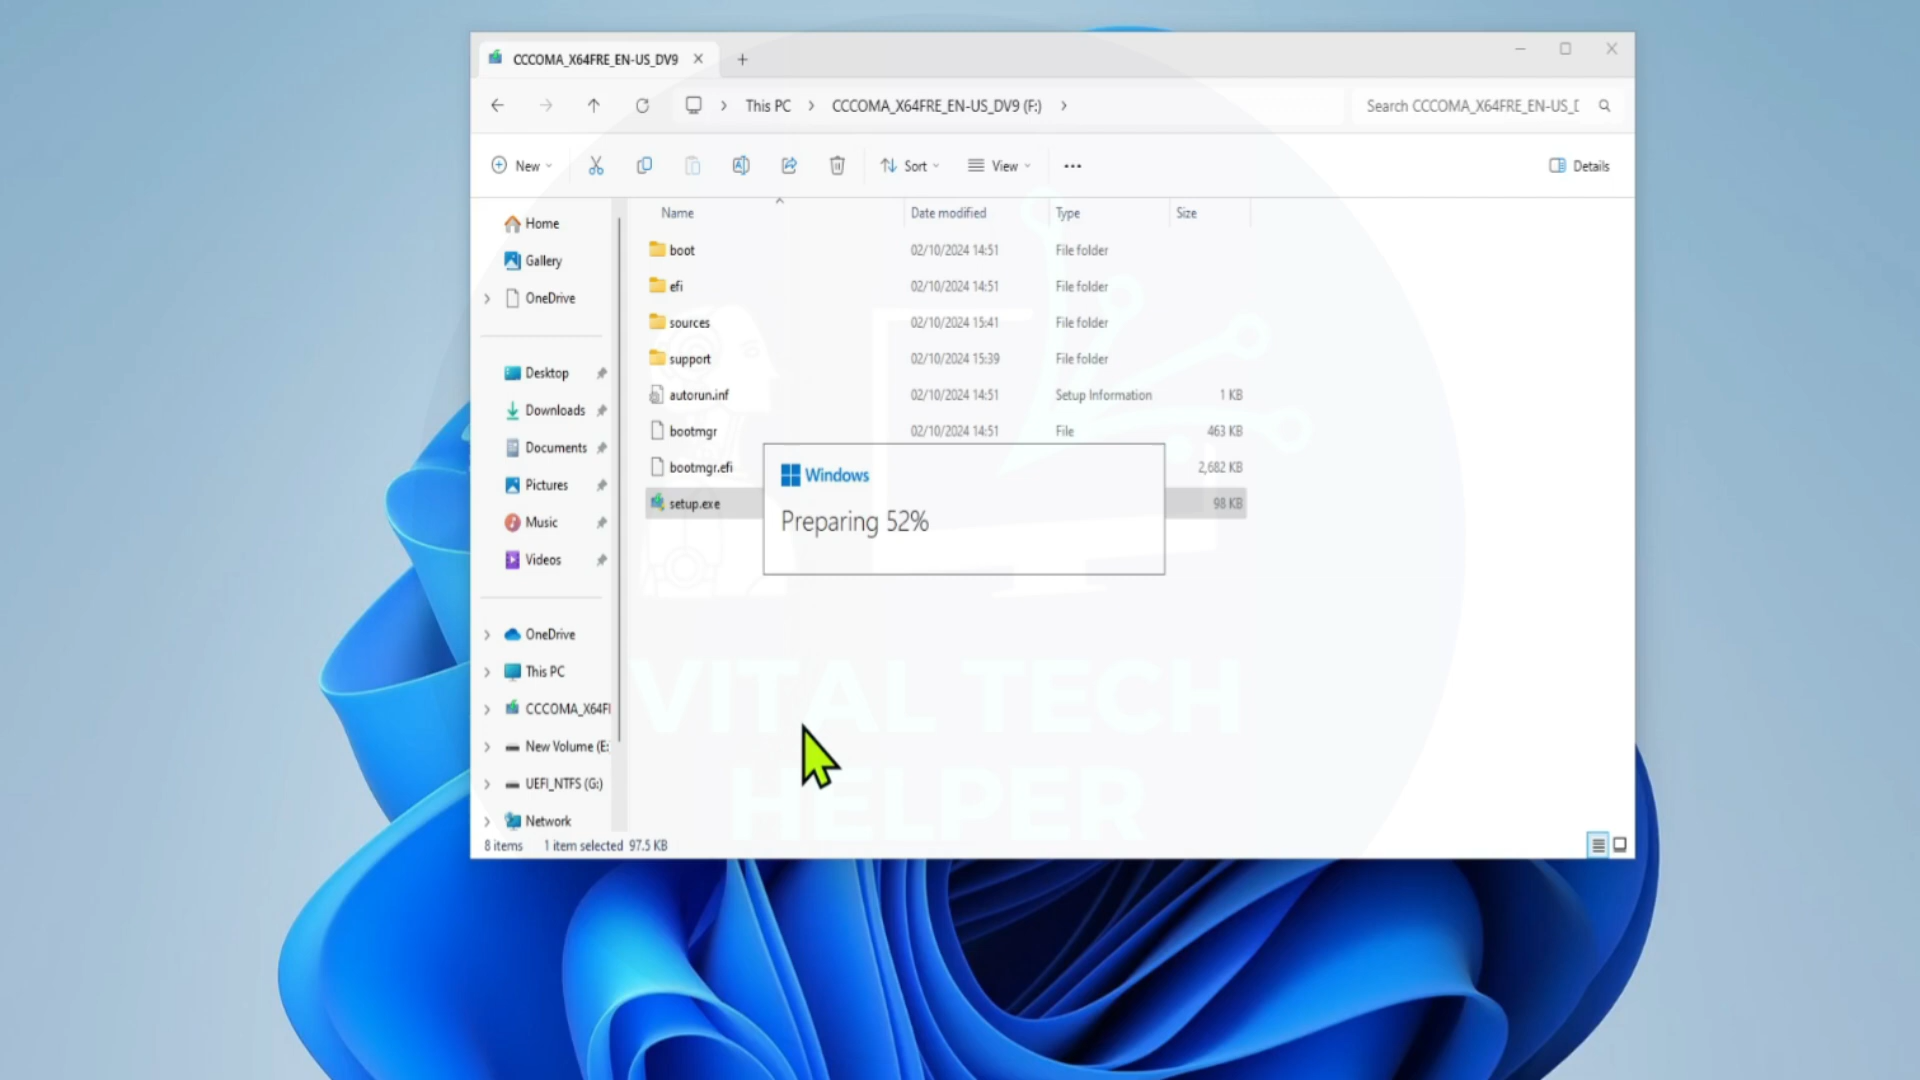 CCCOMA_X64FRE_EN-US_DV9
This PC > CCCOMA_X64FRE_EN-US_DV9 (F:) >
Search CCCOMA_X64FRE_EN-US_D
New
Sort
View
Details
Name Date modified Type Size
Home
Gallery
OneDrive
Desktop
Downloads
Documents
Pictures
Music
Videos
OneDrive
This PC
CCCOMA_X64F
New Volume (E:
UEFI_NTFS (G:)
Network
boot 02/10/2024 14:51 File folder
efi 02/10/2024 14:51 File folder
sources 02/10/2024 15:41 File folder
support 02/10/2024 15:39 File folder
autorun.inf 02/10/2024 14:51 Setup Information 1 KB
bootmgr 02/10/2024 14:51 File 463 KB
bootmgr.efi 2,682 KB
setup.exe 98 KB
Windows
Preparing 52%
VITAL TECH
HELPER
8 items 1 item selected 97.5 KB